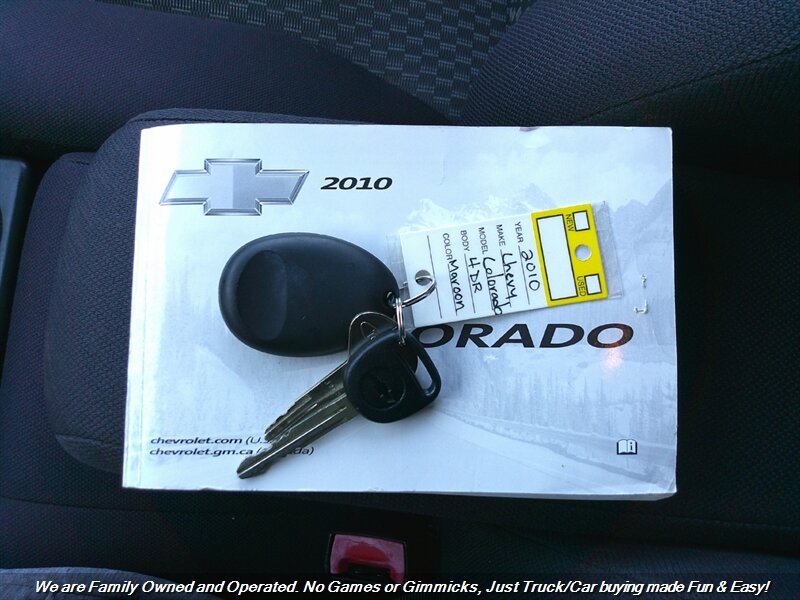 2010
NEW
USED
YEAR 2010
MAKE Chevy
MODEL Colorado
BODY 4 DR
COLOR Maroon
ORADO
chevrolet.com (U.S
chevrolet.gm.ca (
da)
We are Family Owned and Operated. No Games or Gimmicks, Just Truck/Car buying made Fun & Easy!